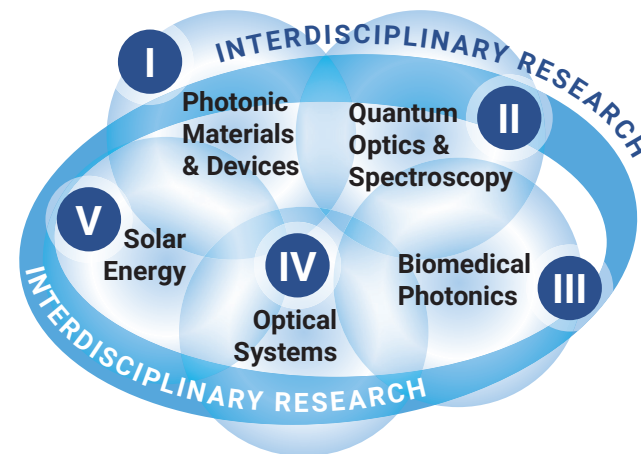 INTERDISCIPLINARY RESEARCH
I
Photonic
Materials
& Devices
II
Quantum
Optics &
Spectroscopy
V
Solar
Energy
IV
Optical
Systems
III
Biomedical
Photonics
INTERDISCIPLINARY RESEARCH